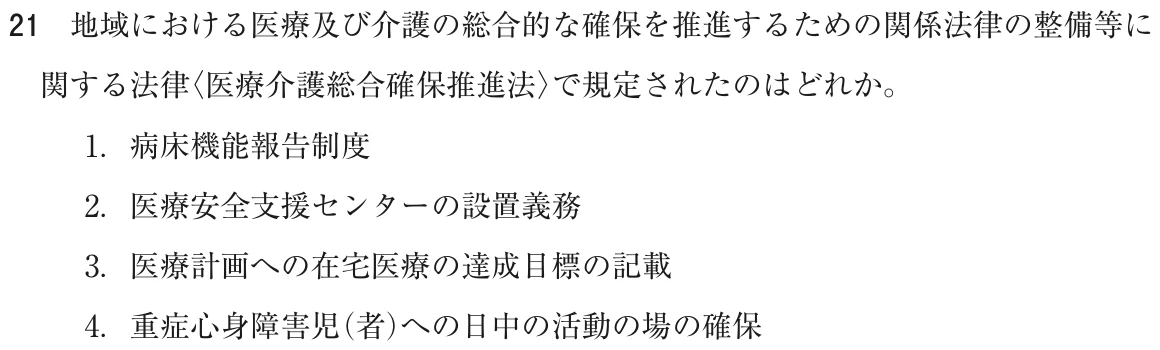 21 地域における医療及び介護の総合的な確保を推進するための関係法律の整備等に
関する法律〈医療介護総合確保推進法〉で規定されたのはどれか。
1. 病床機能報告制度
2. 医療安全支援センターの設置義務
3. 医療計画への在宅医療の達成目標の記載
4. 重症心身障害児(者)への日中の活動の場の確保